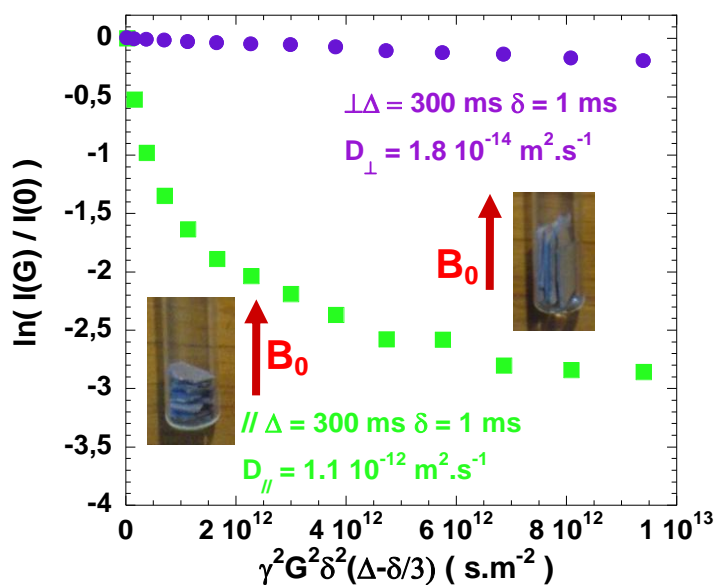 ln( I(G) / I(0) )
0
-0,5
-1
-1,5
-2
-2,5
-3
-3,5
-4
⊥Δ = 300 ms δ = 1 ms
D⊥ = 1.8 10⁻¹⁴ m².s⁻¹
B₀
B₀
// Δ = 300 ms δ = 1 ms
D// = 1.1 10⁻¹² m².s⁻¹
0 2 10¹² 4 10¹² 6 10¹² 8 10¹² 1 10¹³
γ²G²δ²(Δ-δ/3) ( s.m⁻² )